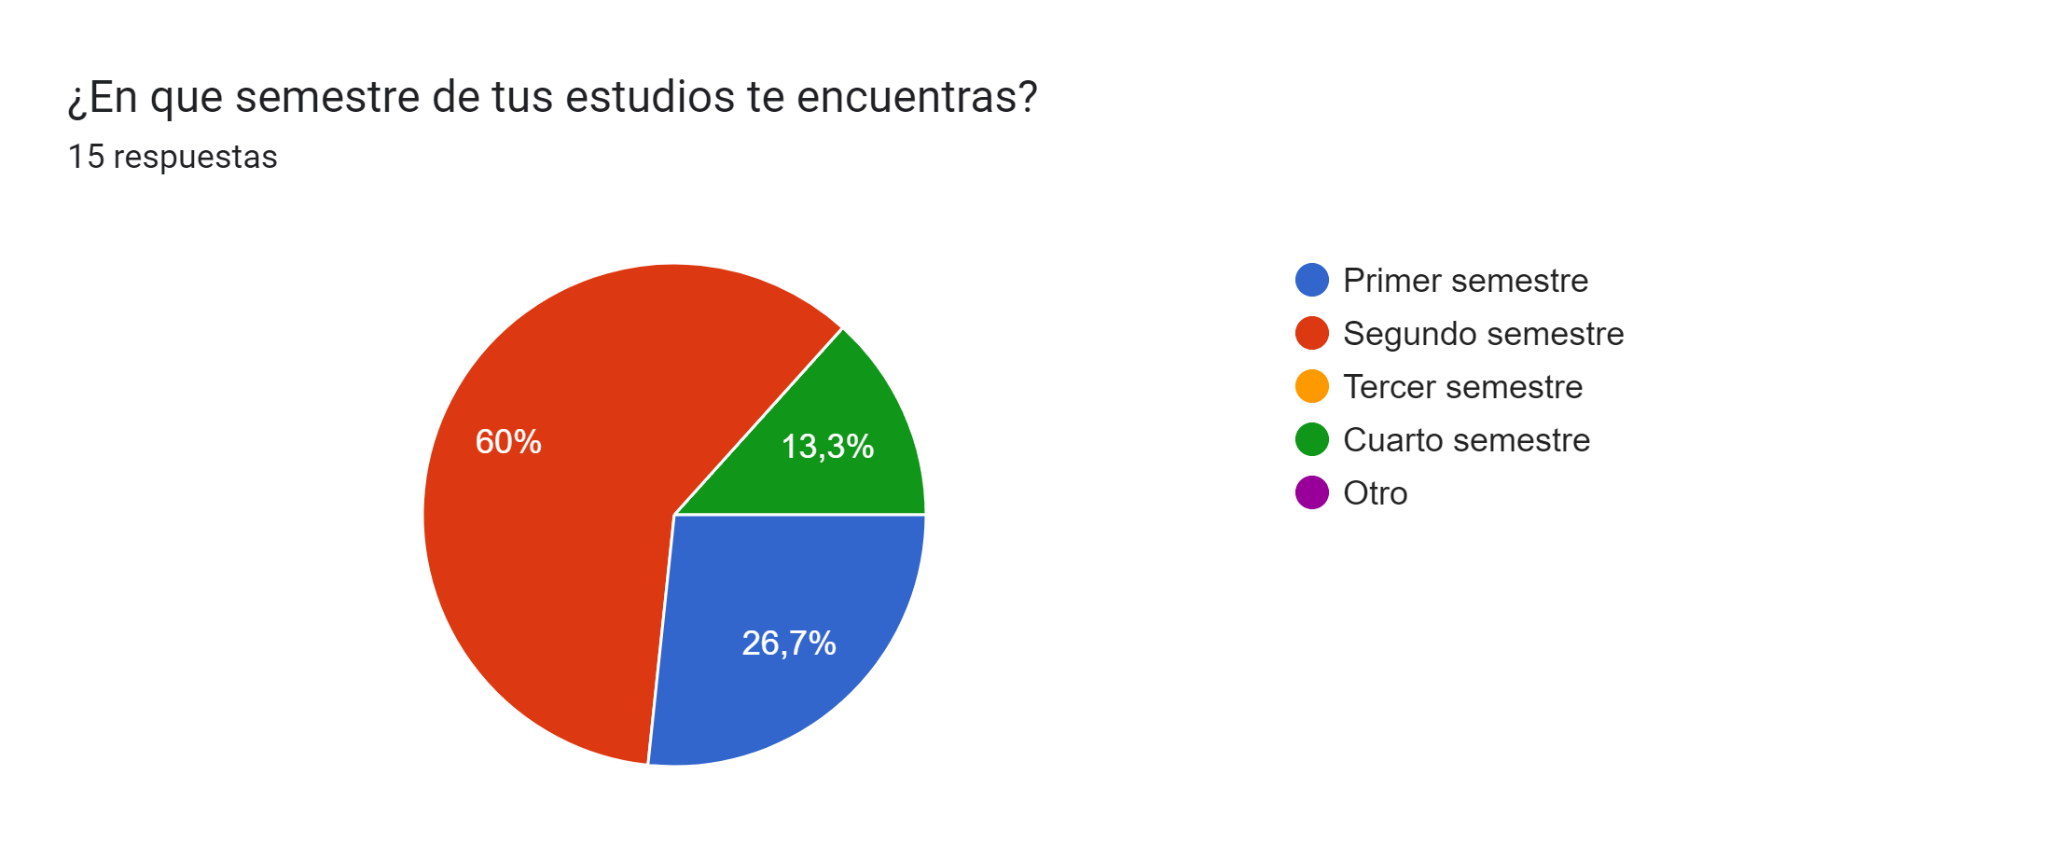 ¿En que semestre de tus estudios te encuentras?
15 respuestas
60%
13,3%
26,7%
Primer semestre
Segundo semestre
Tercer semestre
Cuarto semestre
Otro